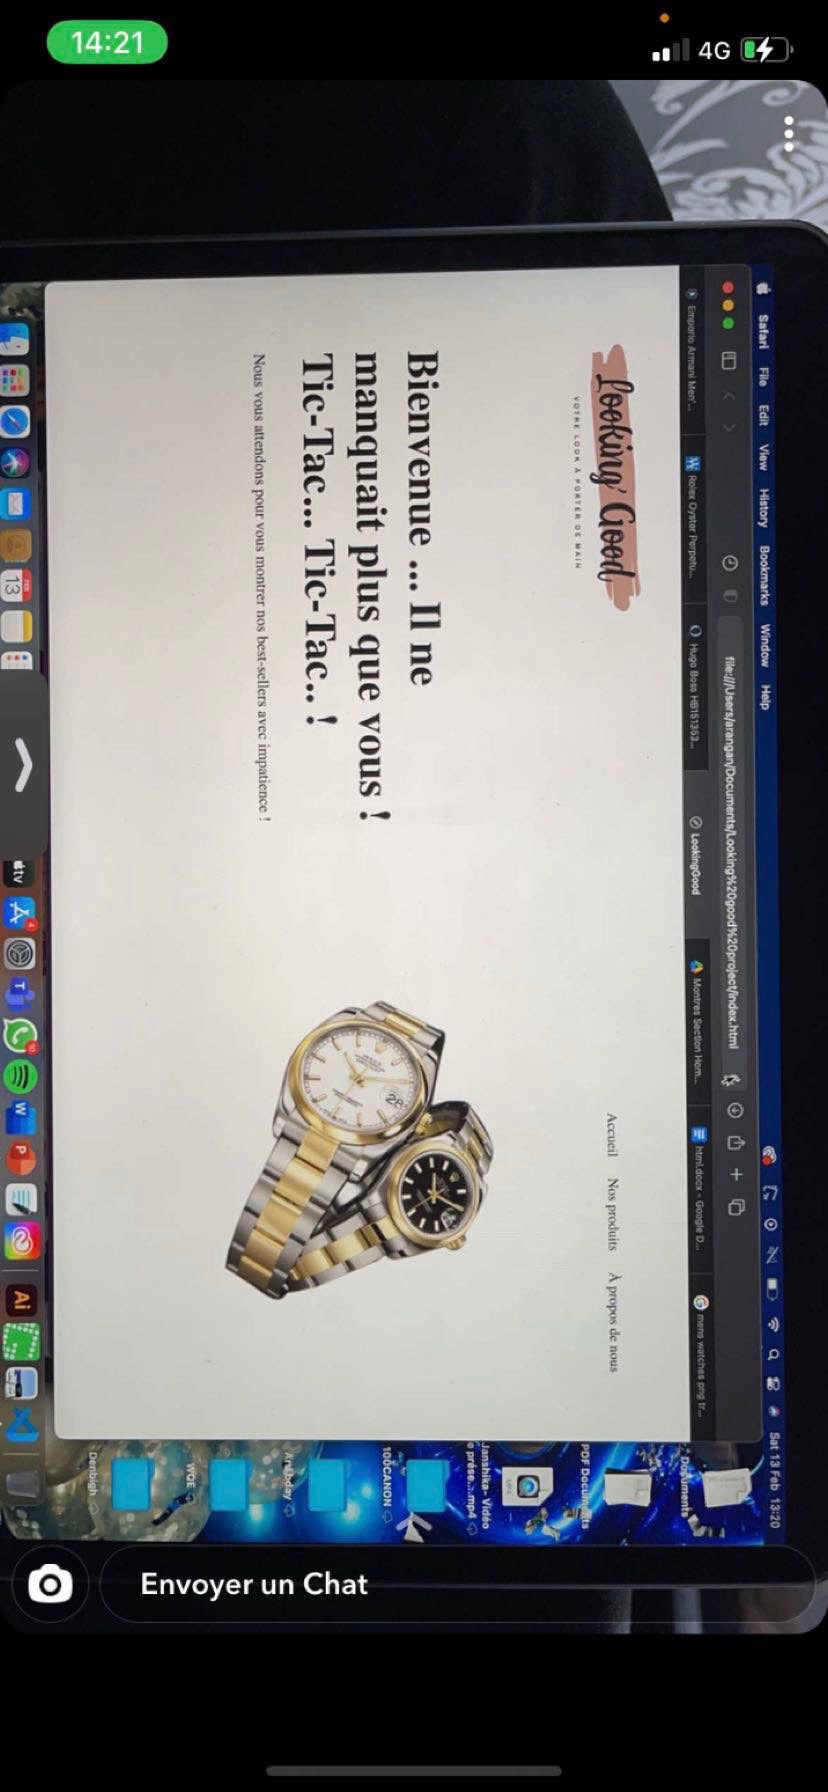 4G
14:21
Safari File Edit View History Bookmarks Window Help
Sat 13 Feb 13:20
file:///Users/arangan/Documents/Looking%20good%20project/index.html
Emporio Armani Men'...
Rolex Oyster Perpetu...
Hugo Boss HB151353...
LookingGood
Montres Section Hom...
html.docx - Google D...
mens watches png tr...
Looking Good
VOTRE LOOK À PORTER DE MAIN
Accueil Nos produits À propos de nous
Bienvenue ... Il ne
manquait plus que vous !
Tic-Tac... Tic-Tac.. !
Nous vous attendons pour vous montrer nos best-sellers avec impatience !
28
Documents
PDF Documents
MP4
Janshika- Vidéo
e prése...mp4
100CANON
WQE
Denbigh
FEB
13
tv
T
W
P
Ai
Envoyer un Chat